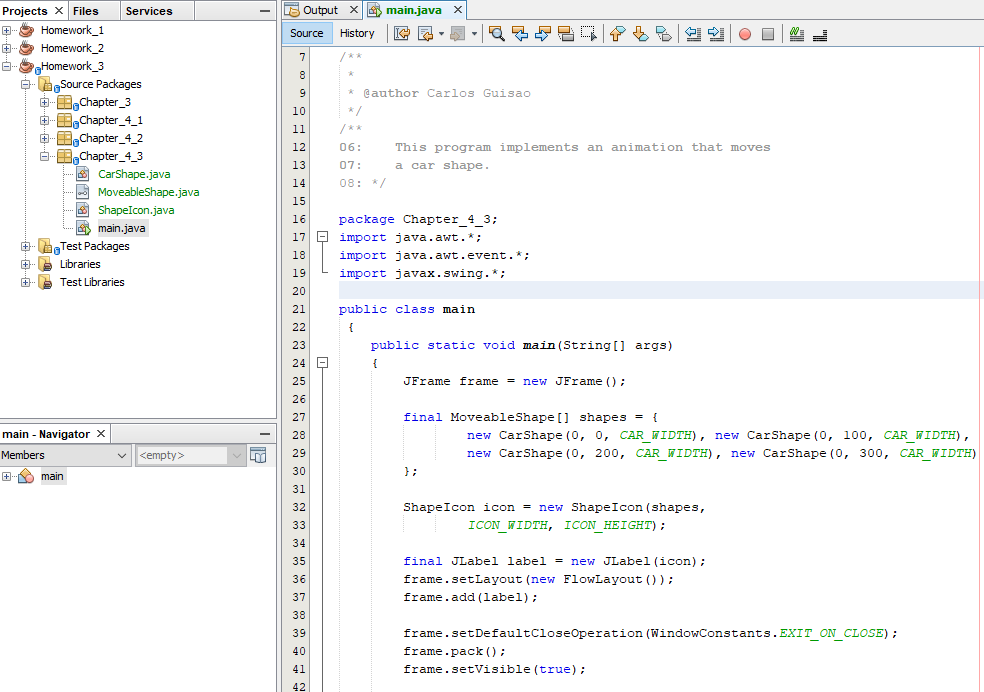 Projects Files Services
Homework_1
Homework_2
Homework_3
Source Packages
Chapter_3
Chapter_4_1
Chapter_4_2
Chapter_4_3
CarShape.java
MoveableShape.java
ShapeIcon.java
main.java
Test Packages
Libraries
Test Libraries
main - Navigator
Members <empty>
main
Output main.java
Source History
7 /**
8 *
9 * @author Carlos Guisao
10 */
11 /**
12 06: This program implements an animation that moves
13 07: a car shape.
14 08: */
15
16 package Chapter_4_3;
17 import java.awt.*;
18 import java.awt.event.*;
19 import javax.swing.*;
20
21 public class main
22 {
23 public static void main(String[] args)
24 {
25 JFrame frame = new JFrame();
26
27 final MoveableShape[] shapes = {
28 new CarShape(0, 0, CAR_WIDTH), new CarShape(0, 100, CAR_WIDTH),
29 new CarShape(0, 200, CAR_WIDTH), new CarShape(0, 300, CAR_WIDTH)
30 };
31
32 ShapeIcon icon = new ShapeIcon(shapes,
33 ICON_WIDTH, ICON_HEIGHT);
34
35 final JLabel label = new JLabel(icon);
36 frame.setLayout(new FlowLayout());
37 frame.add(label);
38
39 frame.setDefaultCloseOperation(WindowConstants.EXIT_ON_CLOSE);
40 frame.pack();
41 frame.setVisible(true);
42